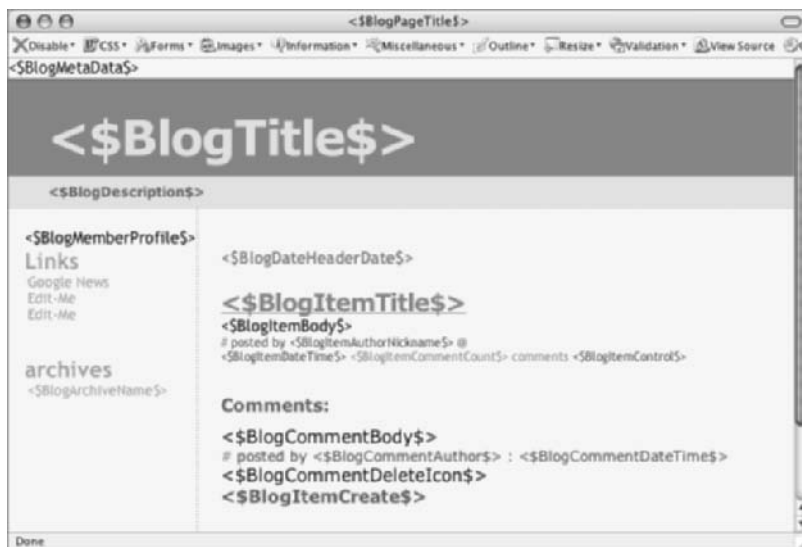 <$BlogPageTitle$>
Disable CSS Forms Images Information Miscellaneous Outline Resize Validation View Source
<$BlogMetaData$>
<$BlogTitle$>
<$BlogDescription$>
<$BlogMemberProfile$>
Links
Google News
Edit-Me
Edit-Me
archives
<$BlogArchiveName$>
<$BlogDateHeaderDate$>
<$BlogItemTitle$>
<$BlogItemBody$>
# posted by <$BlogItemAuthorNickname$> @
<$BlogItemDateTime$> <$BlogItemCommentCount$> comments <$BlogItemControl$>
Comments:
<$BlogCommentBody$>
# posted by <$BlogCommentAuthor$> : <$BlogCommentDateTime$>
<$BlogCommentDeleteIcon$>
<$BlogItemCreate$>
Done